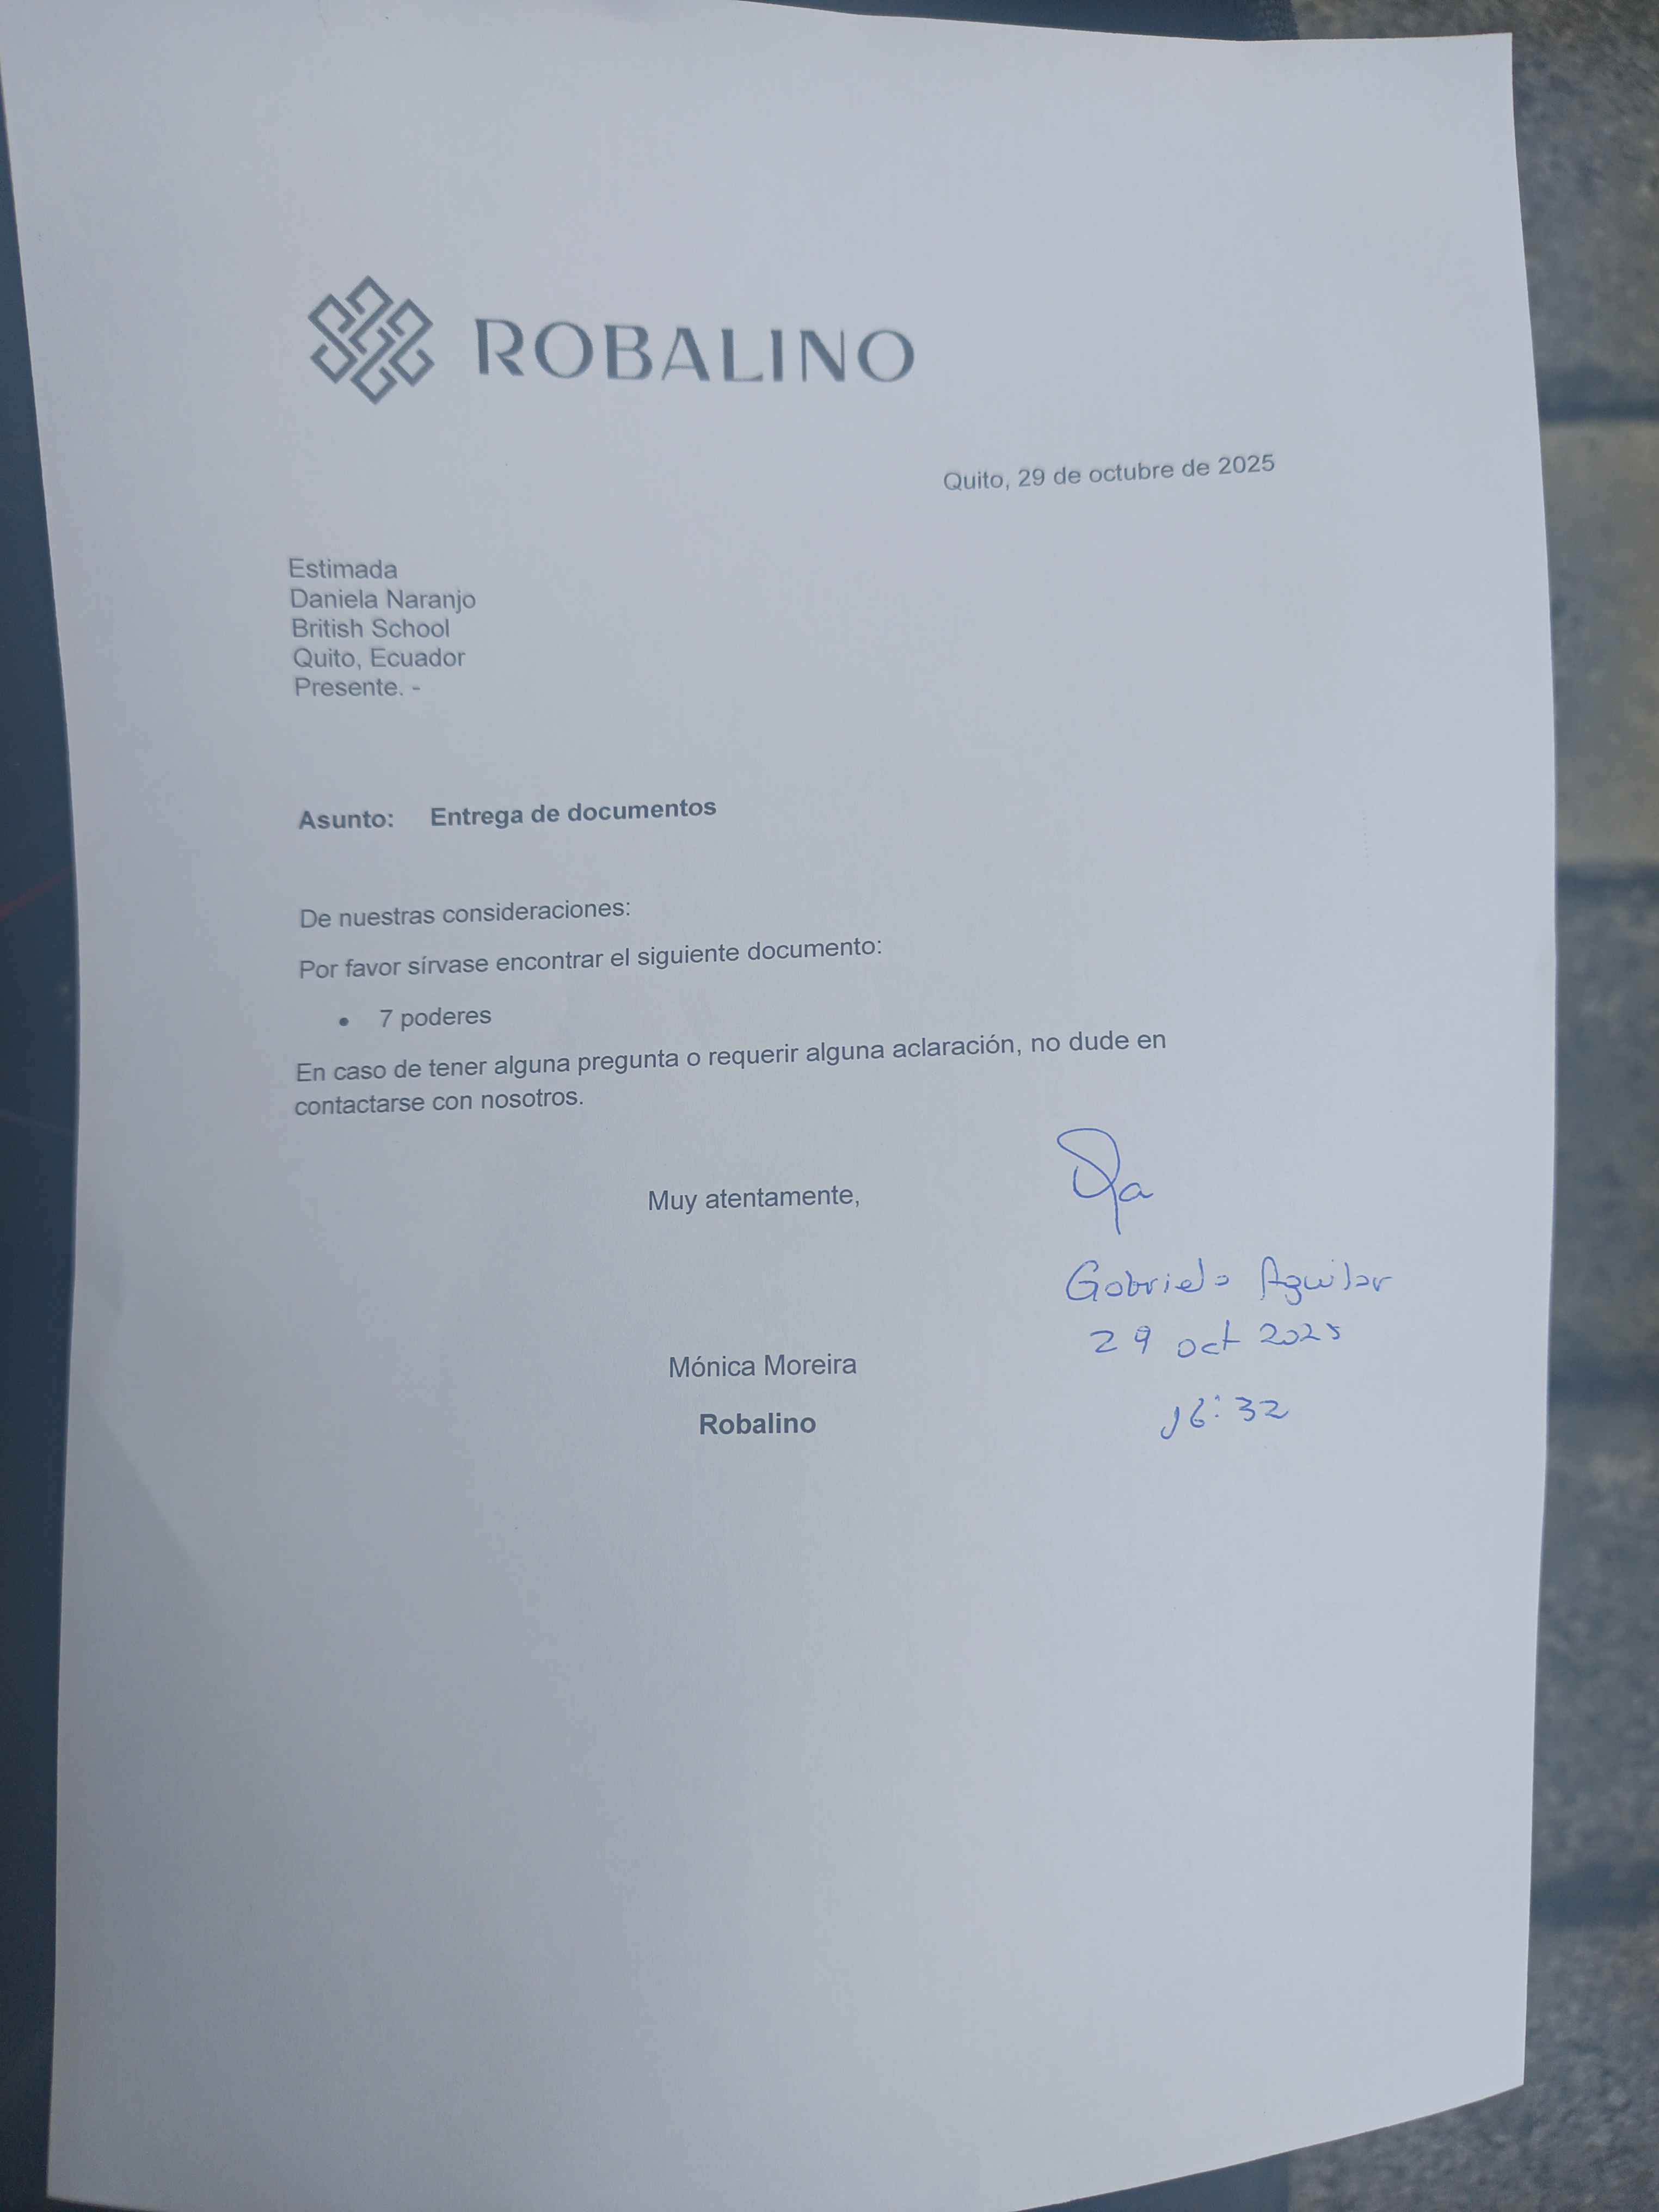 ROBALINO
Quito, 29 de octubre de 2025
Estimada
Daniela Naranjo
British School
Quito, Ecuador
Presente. -
Asunto: Entrega de documentos
De nuestras consideraciones:
Por favor sírvase encontrar el siguiente documento:
• 7 poderes
En caso de tener alguna pregunta o requerir alguna aclaración, no dude en
contactarse con nosotros.
Muy atentamente,
Gabriela Aguilar
29 oct 2025
Mónica Moreira
16:32
Robalino